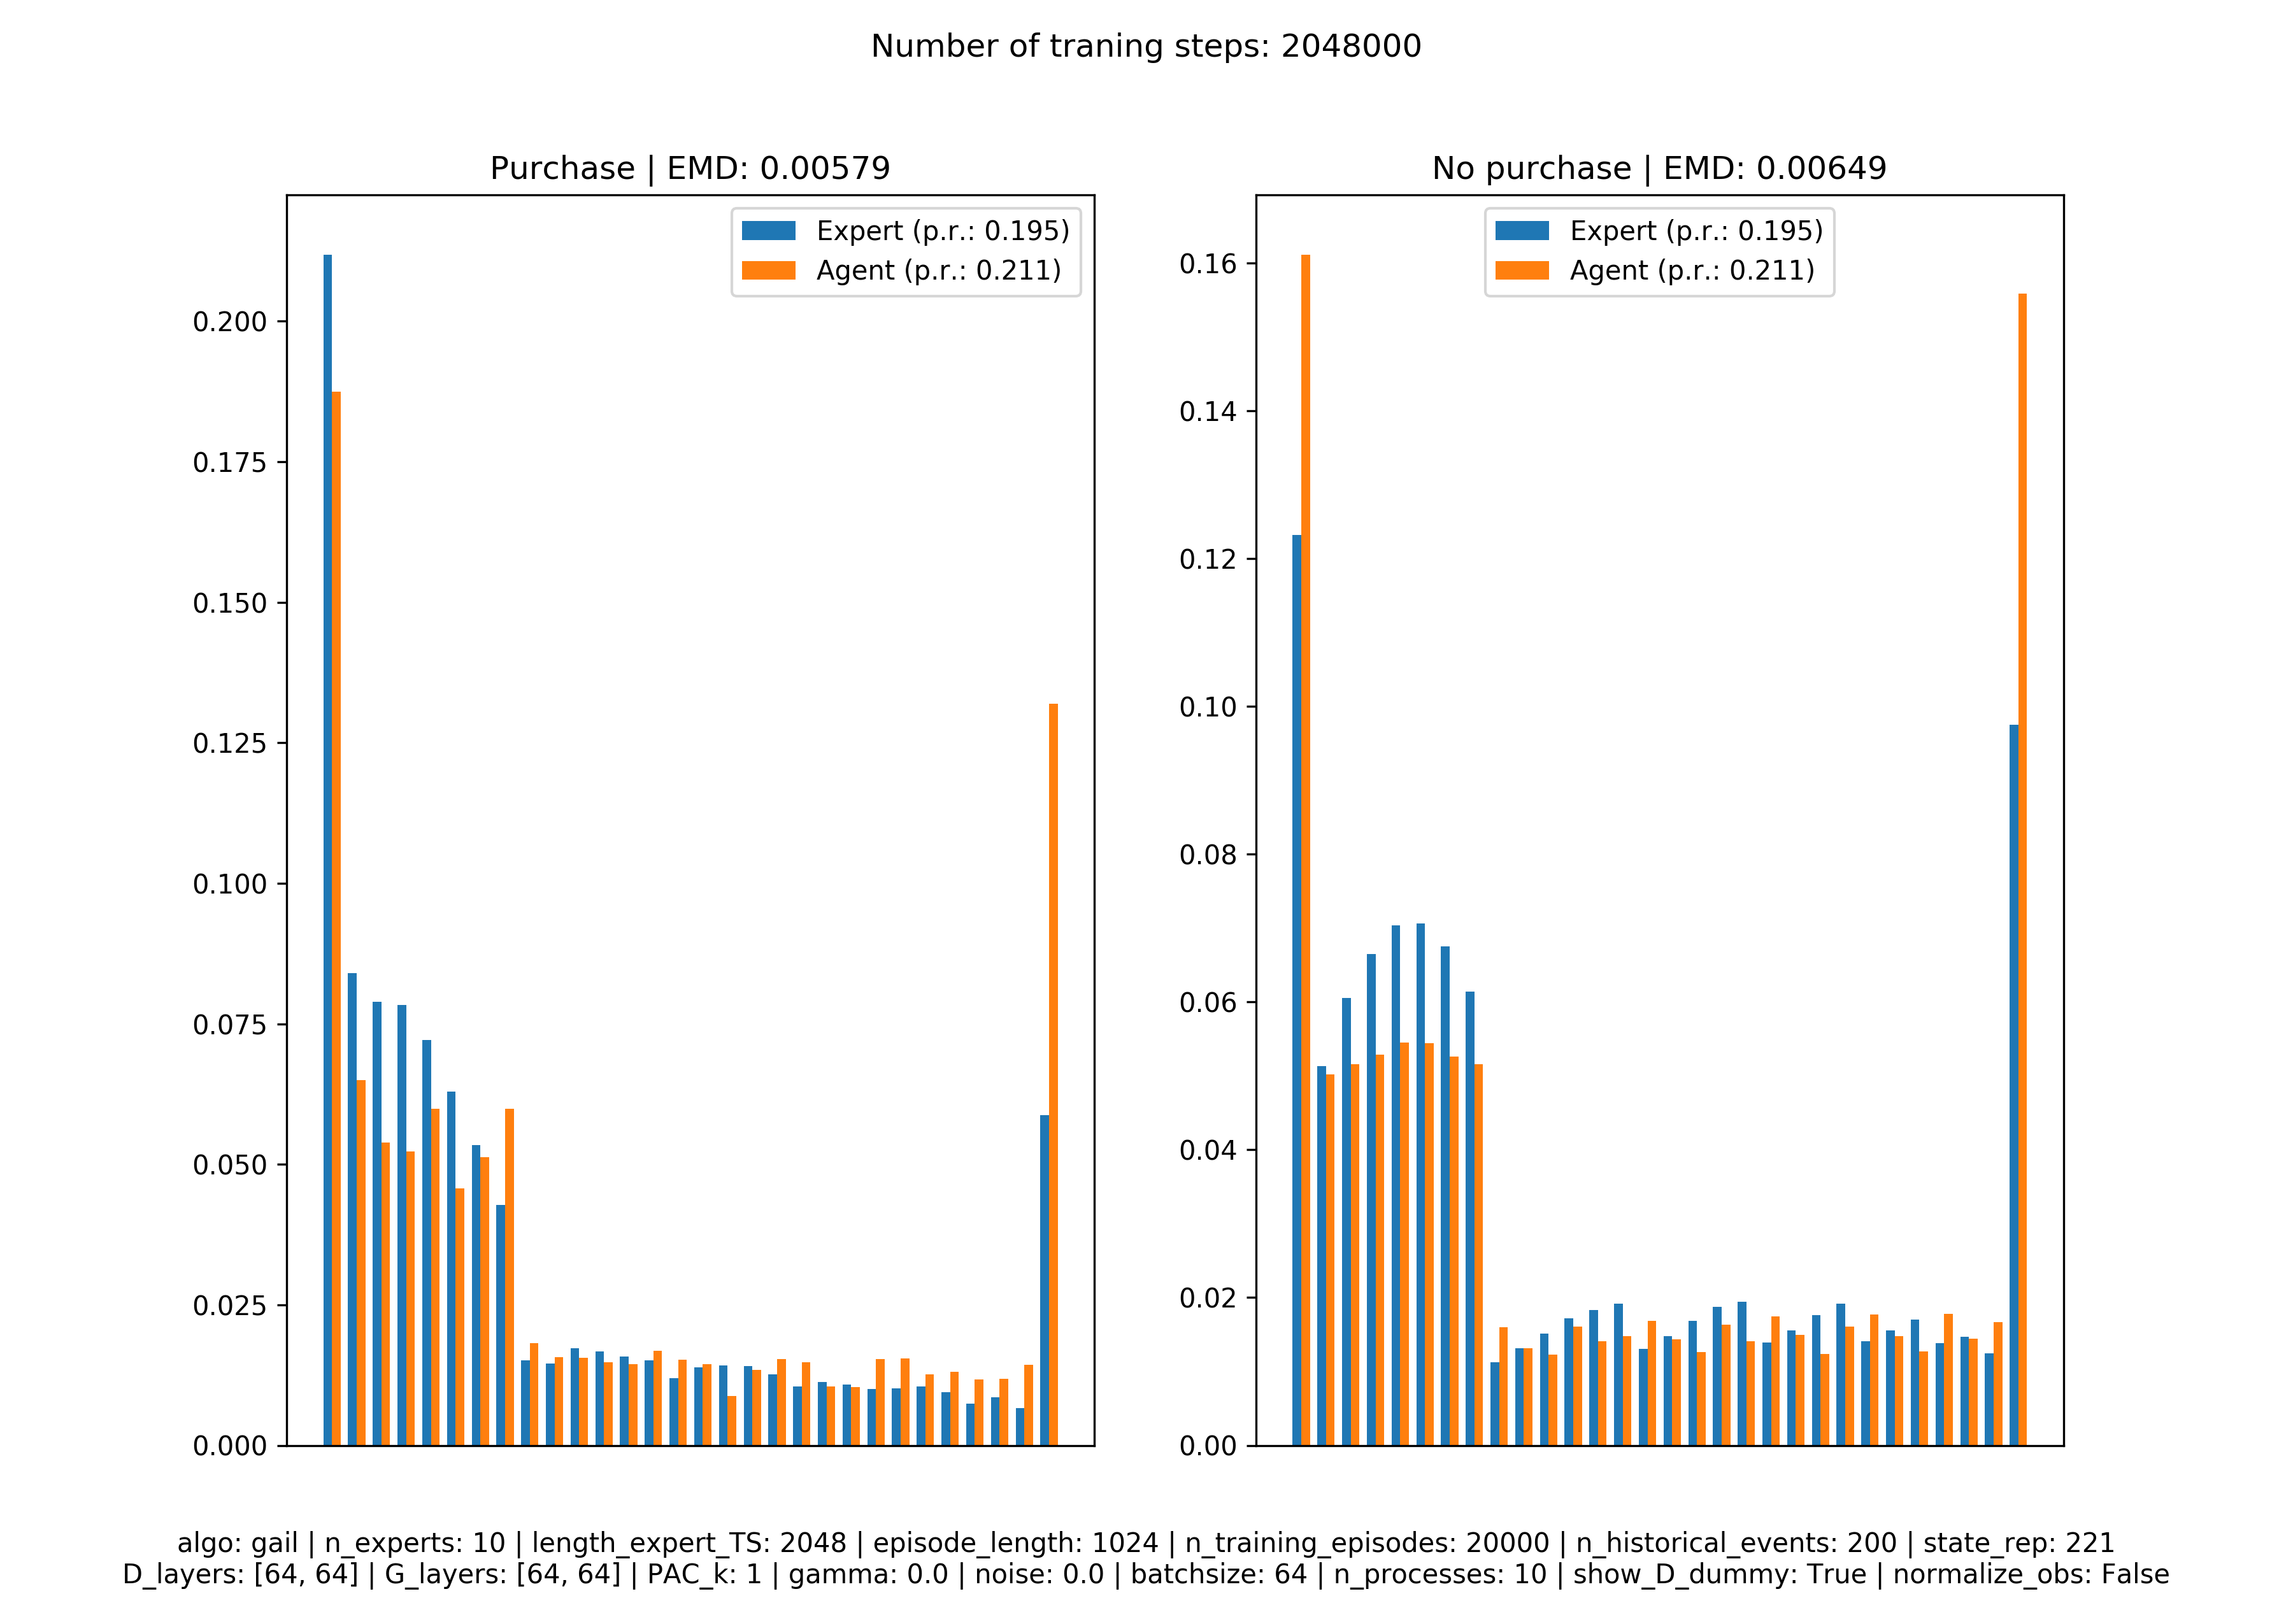 Number of traning steps: 2048000
Purchase | EMD: 0.00579
Expert (p.r.: 0.195)
Agent (p.r.: 0.211)
0.200
0.175
0.150
0.125
0.100
0.075
0.050
0.025
0.000
No purchase | EMD: 0.00649
Expert (p.r.: 0.195)
Agent (p.r.: 0.211)
0.16
0.14
0.12
0.10
0.08
0.06
0.04
0.02
0.00
algo: gail | n_experts: 10 | length_expert_TS: 2048 | episode_length: 1024 | n_training_episodes: 20000 | n_historical_events: 200 | state_rep: 221
D_layers: [64, 64] | G_layers: [64, 64] | PAC_k: 1 | gamma: 0.0 | noise: 0.0 | batchsize: 64 | n_processes: 10 | show_D_dummy: True | normalize_obs: False